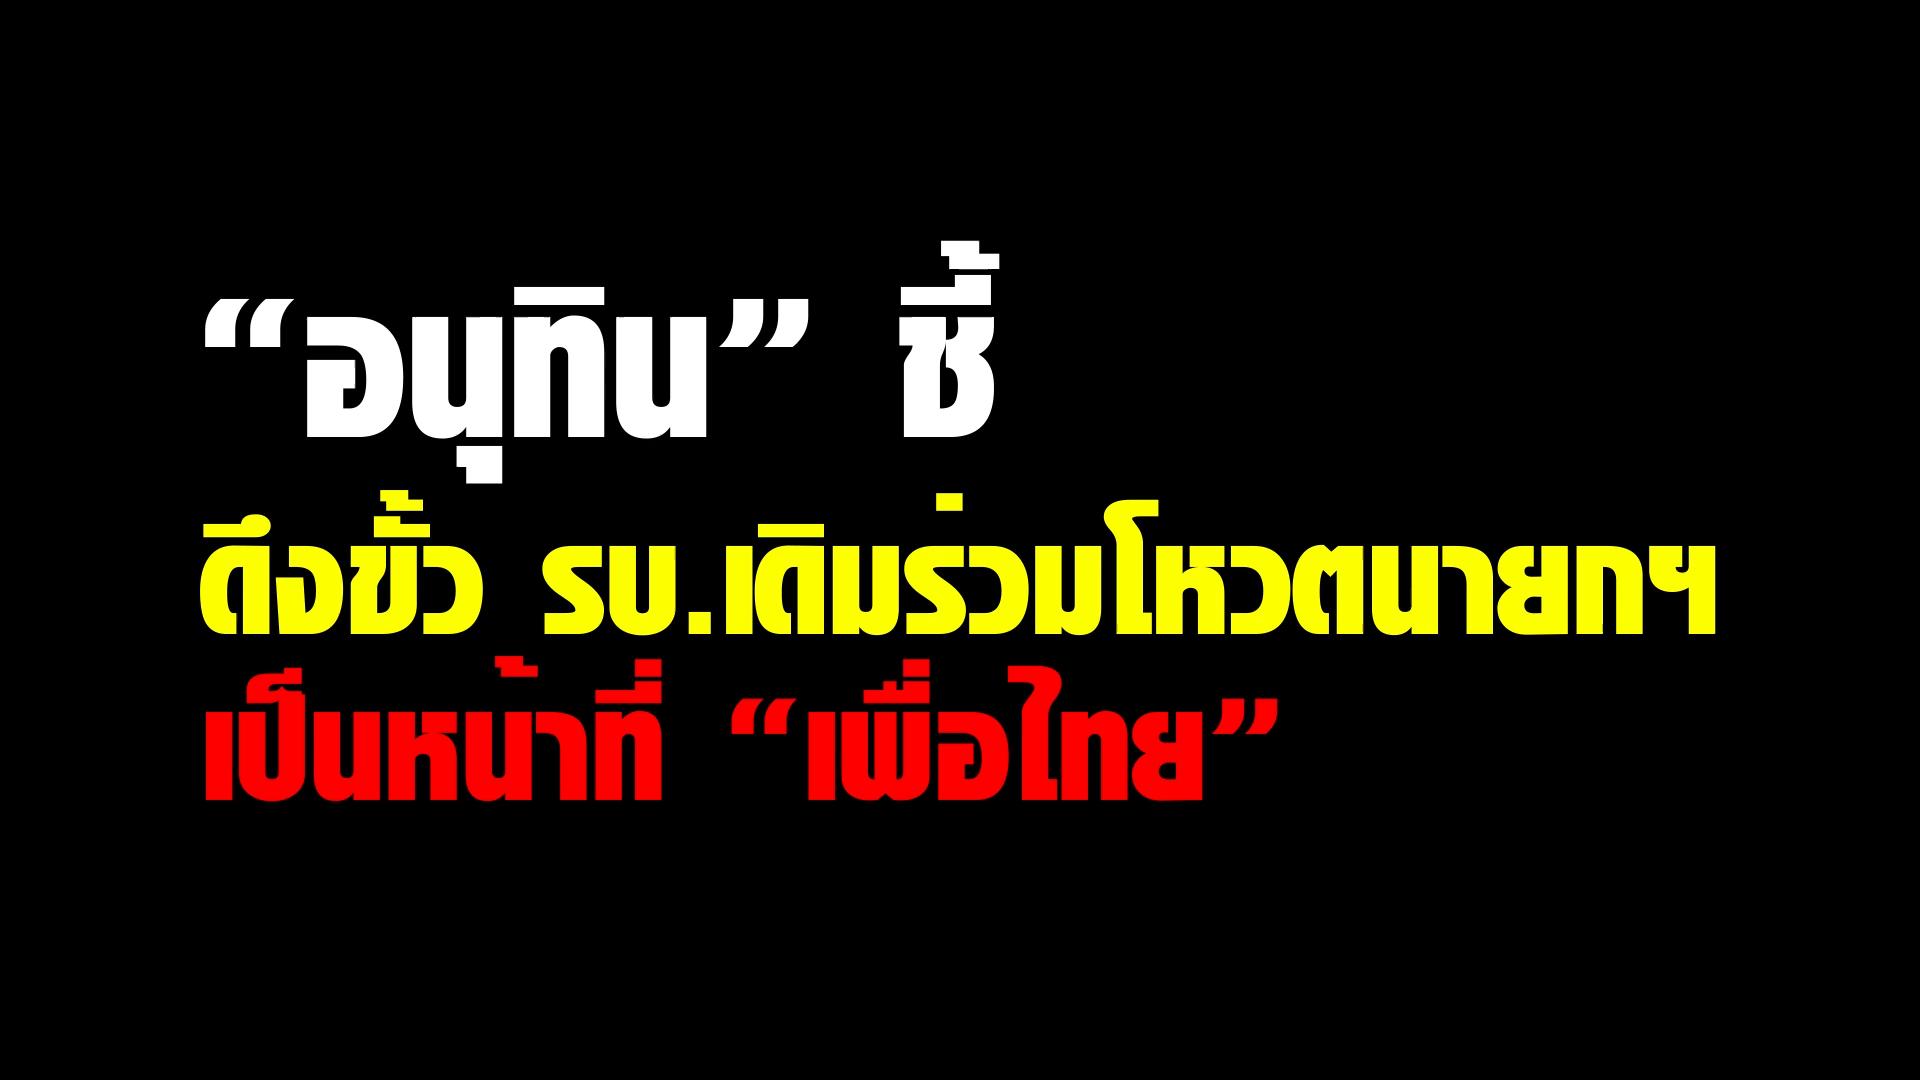 “อนุทิน” ชี้
ดึงขั้ว รบ.เดิมร่วมโหวตนายกฯ
เป็นหน้าที่ “เพื่อไทย”